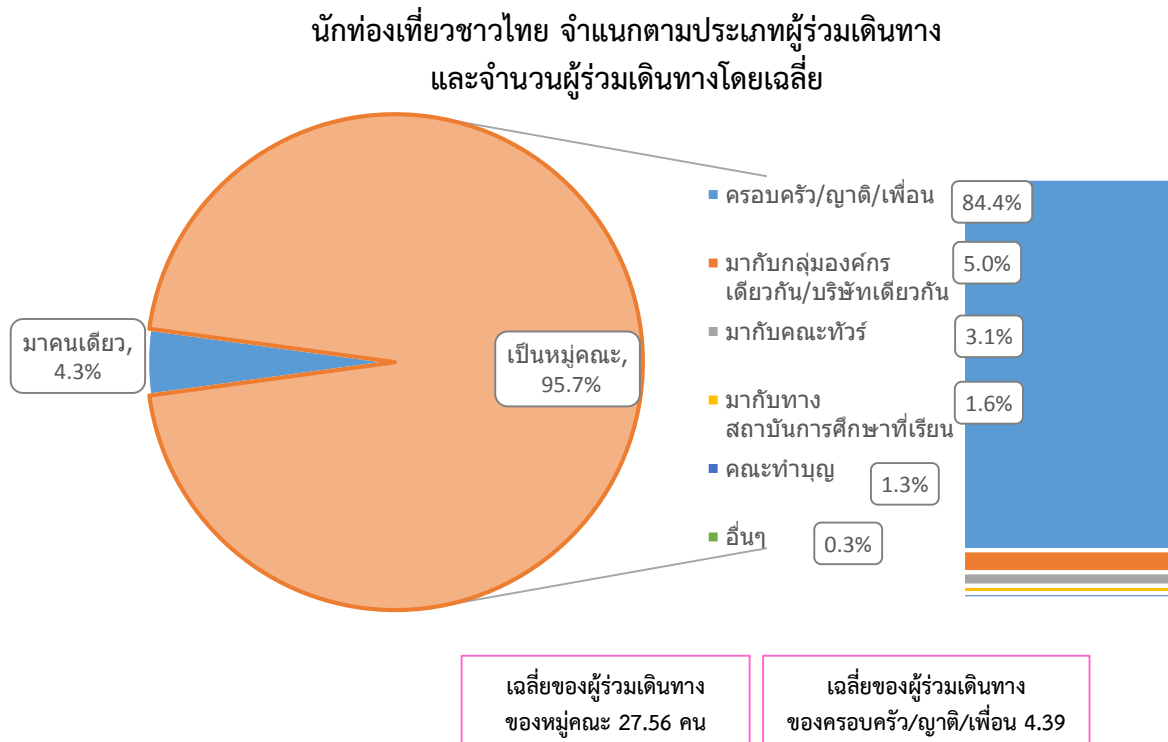 นักท่องเที่ยวชาวไทย จำแนกตามประเภทผู้ร่วมเดินทาง
และจำนวนผู้ร่วมเดินทางโดยเฉลี่ย
มาคนเดียว,
4.3%
เป็นหมู่คณะ,
95.7%
ครอบครัว/ญาติ/เพื่อน
84.4%
มากับกลุ่มองค์กร
เดียวกัน/บริษัทเดียวกัน
5.0%
มากับคณะทัวร์
3.1%
มากับทาง
สถาบันการศึกษาที่เรียน
1.6%
คณะทำบุญ
1.3%
อื่นๆ
0.3%
เฉลี่ยของผู้ร่วมเดินทาง
ของหมู่คณะ 27.56 คน
เฉลี่ยของผู้ร่วมเดินทาง
ของครอบครัว/ญาติ/เพื่อน 4.39